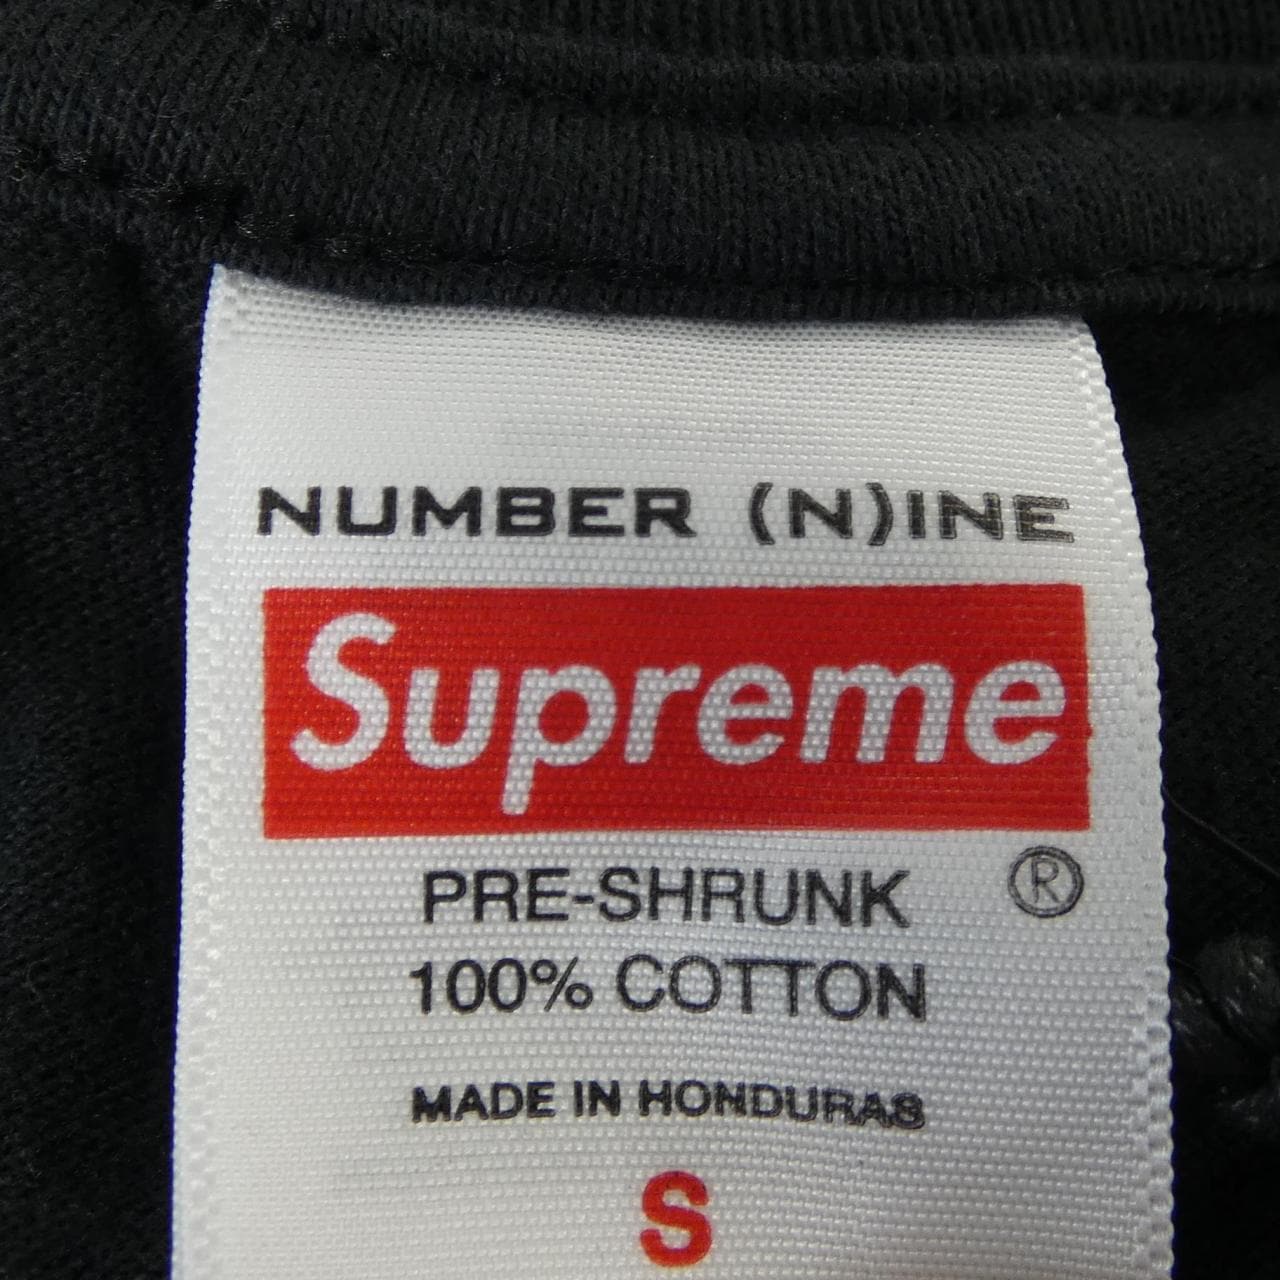 NUMBER (N)INE
Supreme
®
PRE-SHRUNK
100% COTTON
MADE IN HONDURAS
S